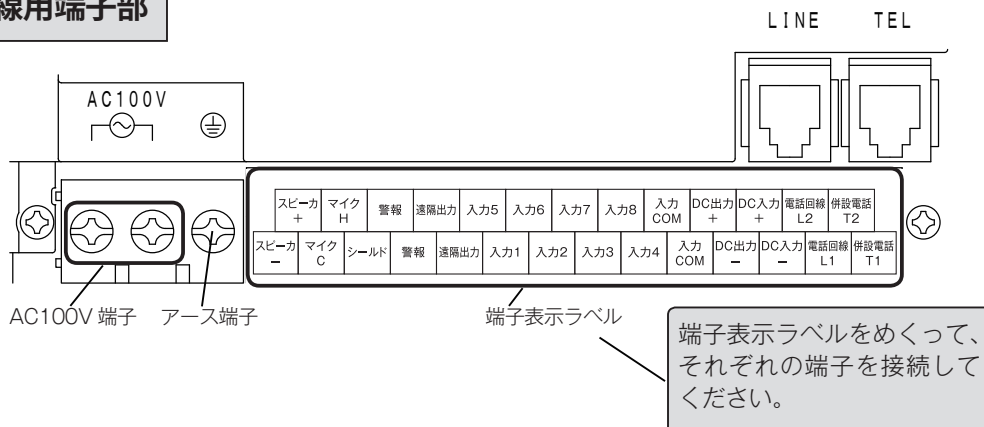 線用端子部
LINE TEL
AC100V
スピーカ + マイク H 警報 遠隔出力 入力5 入力6 入力7 入力8 入力 COM DC出力 + DC入力 + 電話回線 L2 併設電話 T2
スピーカ − マイク C シールド 警報 遠隔出力 入力1 入力2 入力3 入力4 入力 COM DC出力 − DC入力 − 電話回線 L1 併設電話 T1
AC100V 端子 アース端子 端子表示ラベル
端子表示ラベルをめくって、
それぞれの端子を接続して
ください。